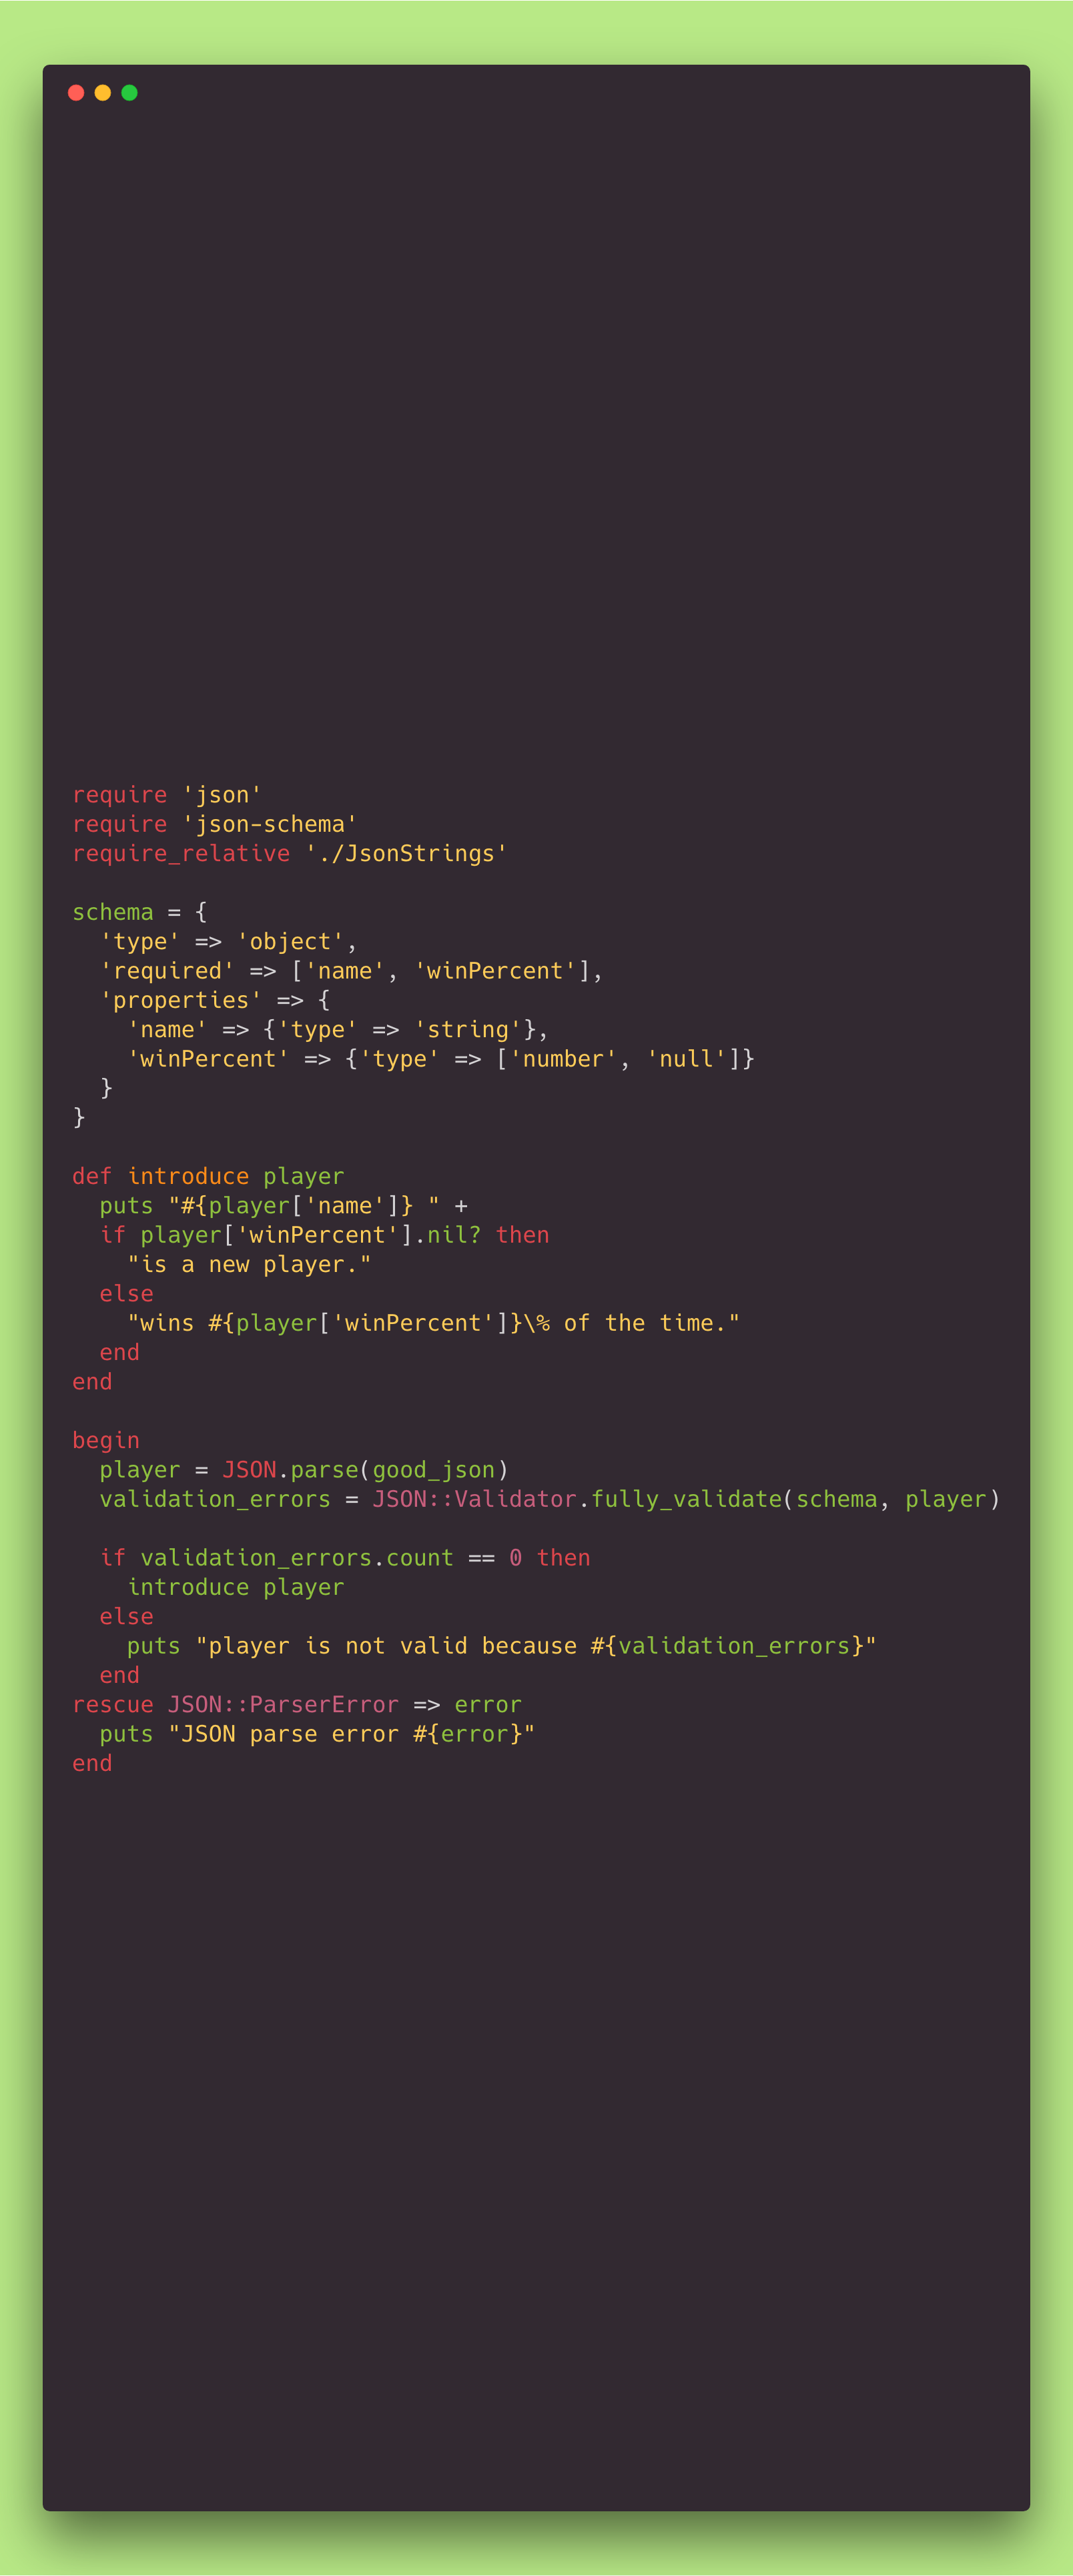 require 'json'
require 'json-schema'
require_relative './JsonStrings'

schema = {
  'type' => 'object',
  'required' => ['name', 'winPercent'],
  'properties' => {
    'name' => {'type' => 'string'},
    'winPercent' => {'type' => ['number', 'null']}
  }
}

def introduce player
  puts "#{player['name']} " +
  if player['winPercent'].nil? then
    "is a new player."
  else
    "wins #{player['winPercent']}\% of the time."
  end
end

begin
  player = JSON.parse(good_json)
  validation_errors = JSON::Validator.fully_validate(schema, player)

  if validation_errors.count == 0 then
    introduce player
  else
    puts "player is not valid because #{validation_errors}"
  end
rescue JSON::ParserError => error
  puts "JSON parse error #{error}"
end